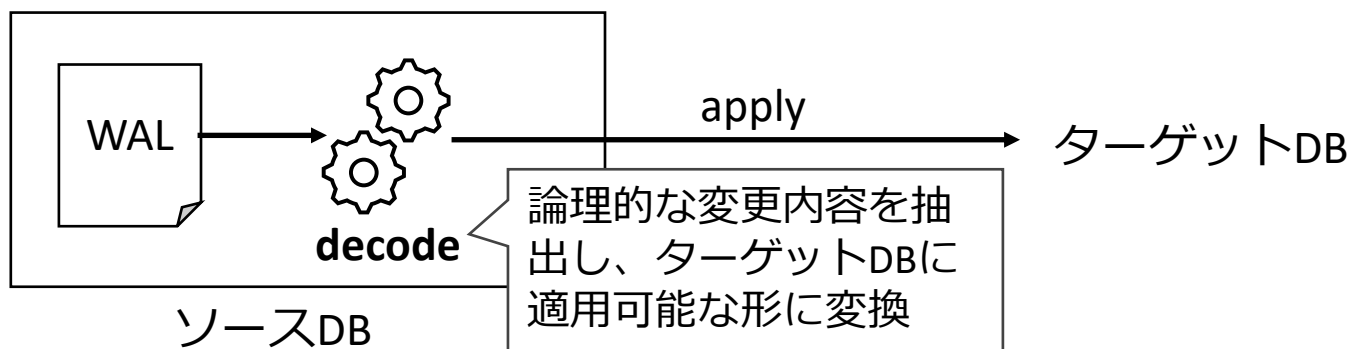 WAL
decode
apply
ターゲットDB
論理的な変更内容を抽
出し、ターゲットDBに
適用可能な形に変換
ソースDB